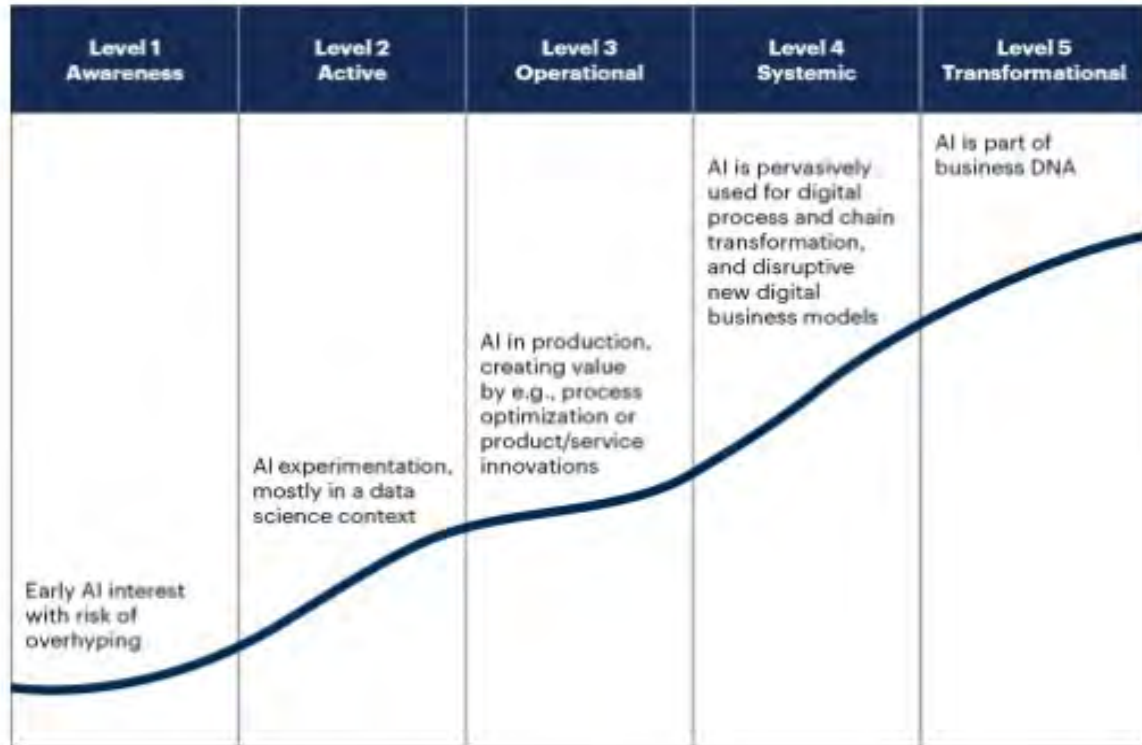 Level 1
Awareness
Level 2
Active
Level 3
Operational
Level 4
Systemic
Level 5
Transformational
Early AI interest
with risk of
overhyping
AI experimentation,
mostly in a data
science context
AI in production,
creating value
by e.g., process
optimization or
product/service
innovations
AI is pervasively
used for digital
process and chain
transformation,
and disruptive
new digital
business models
AI is part of
business DNA